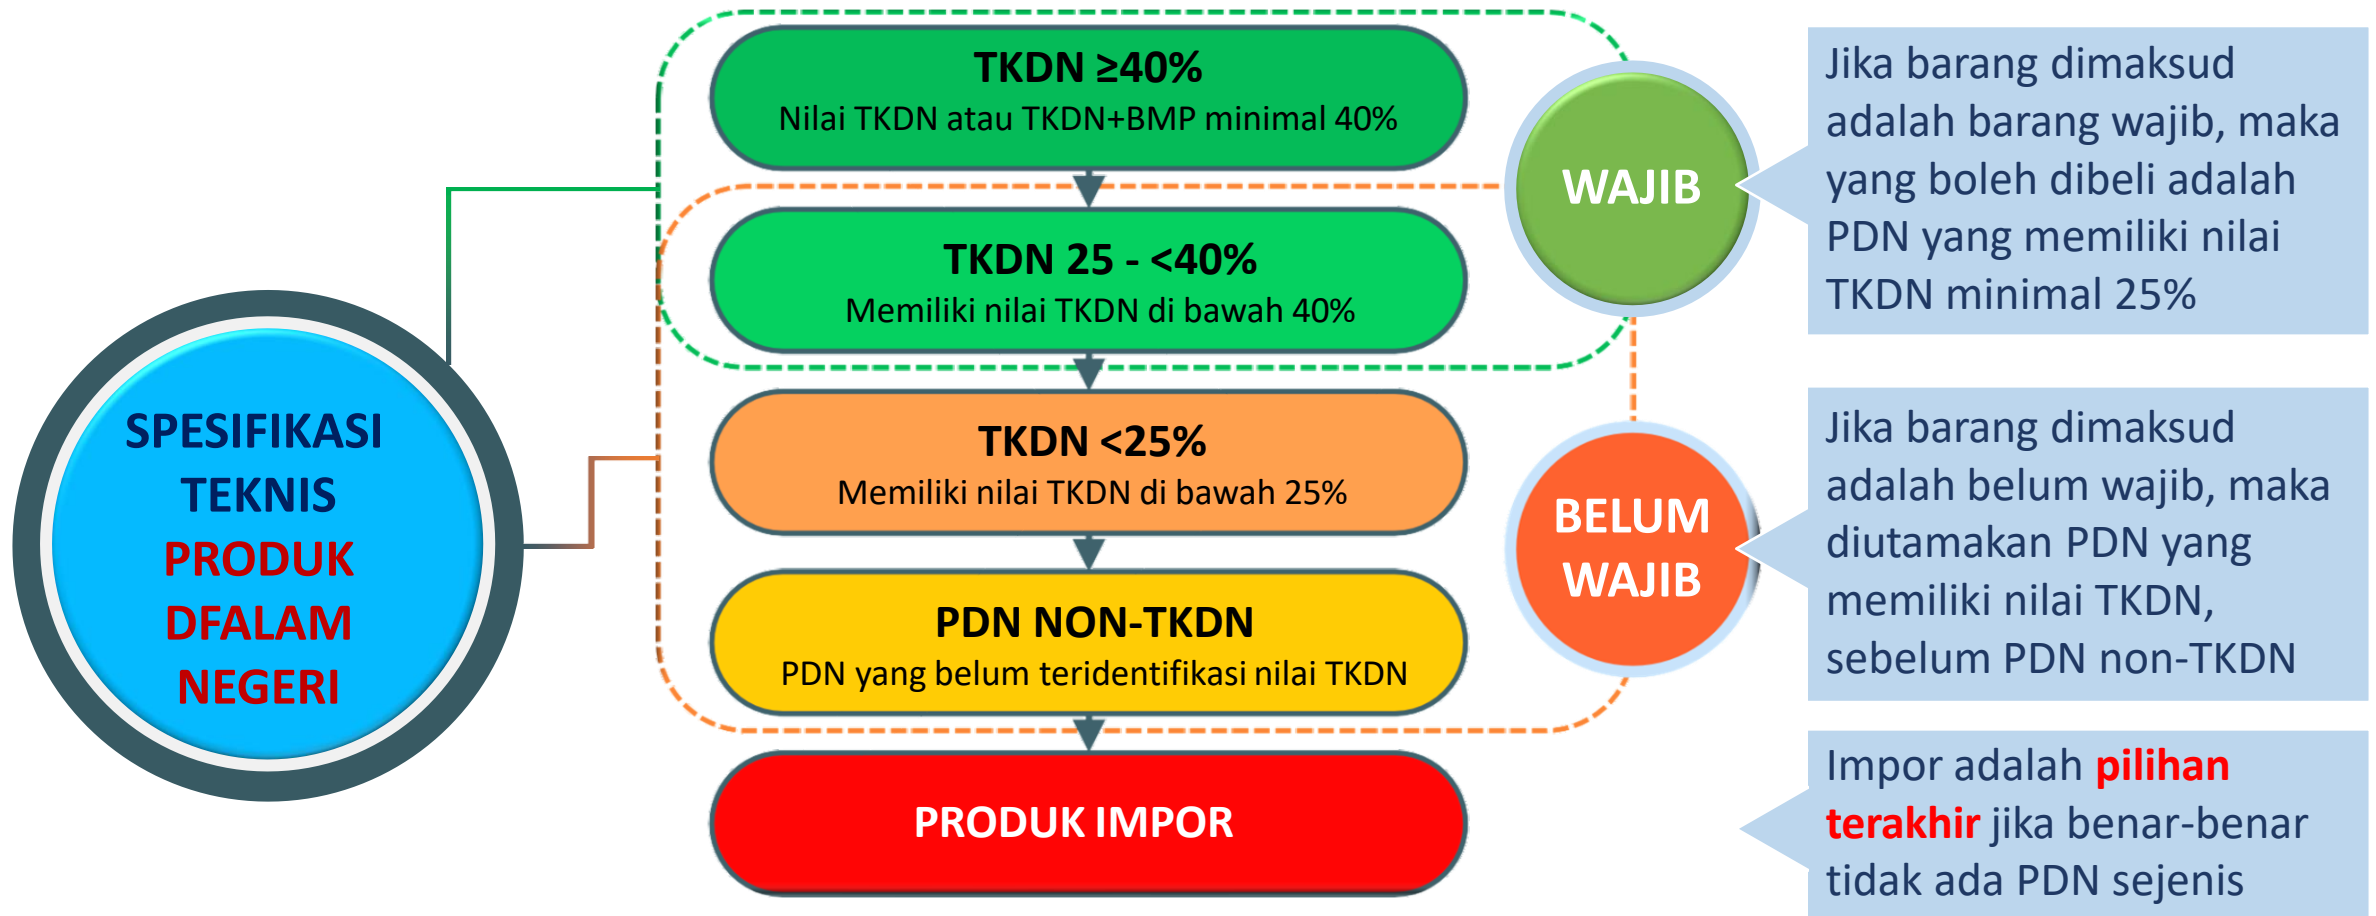 SPESIFIKASI
TEKNIS
PRODUK
DFALAM
NEGERI
TKDN ≥40%
Nilai TKDN atau TKDN+BMP minimal 40%
TKDN 25 - <40%
Memiliki nilai TKDN di bawah 40%
TKDN <25%
Memiliki nilai TKDN di bawah 25%
PDN NON-TKDN
PDN yang belum teridentifikasi nilai TKDN
PRODUK IMPOR
WAJIB
Jika barang dimaksud
adalah barang wajib, maka
yang boleh dibeli adalah
PDN yang memiliki nilai
TKDN minimal 25%
BELUM
WAJIB
Jika barang dimaksud
adalah belum wajib, maka
diutamakan PDN yang
memiliki nilai TKDN,
sebelum PDN non-TKDN
Impor adalah pilihan
terakhir jika benar-benar
tidak ada PDN sejenis